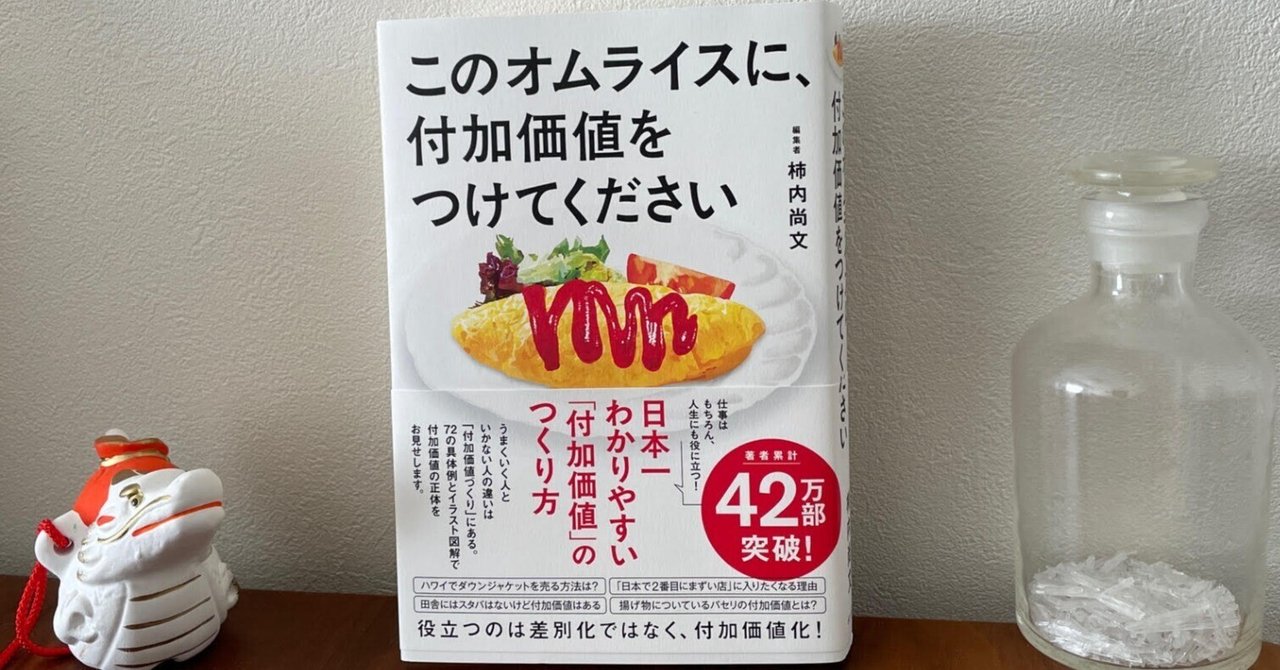 このオムライスに、
付加価値を
つけてください
編集者 柿内尚文
仕事は
もちろん、
人生にも役に立つ!
日本一
わかりやすい
「付加価値」の
つくり方
うまくいく人と
いかない人の違いは
「付加価値づくり」にある。
72の具体例とイラスト図解で
付加価値の正体を
お見せします。
著者累計
42万部
突破!
ハワイでダウンジャケットを売る方法は?
「日本で2番目にまずい店」に入りたくなる理由
田舎にはスタバはないけど付加価値はある
揚げ物についているパセリの付加価値とは?
役立つのは差別化ではなく、付加価値化!
付加価値をつけてください